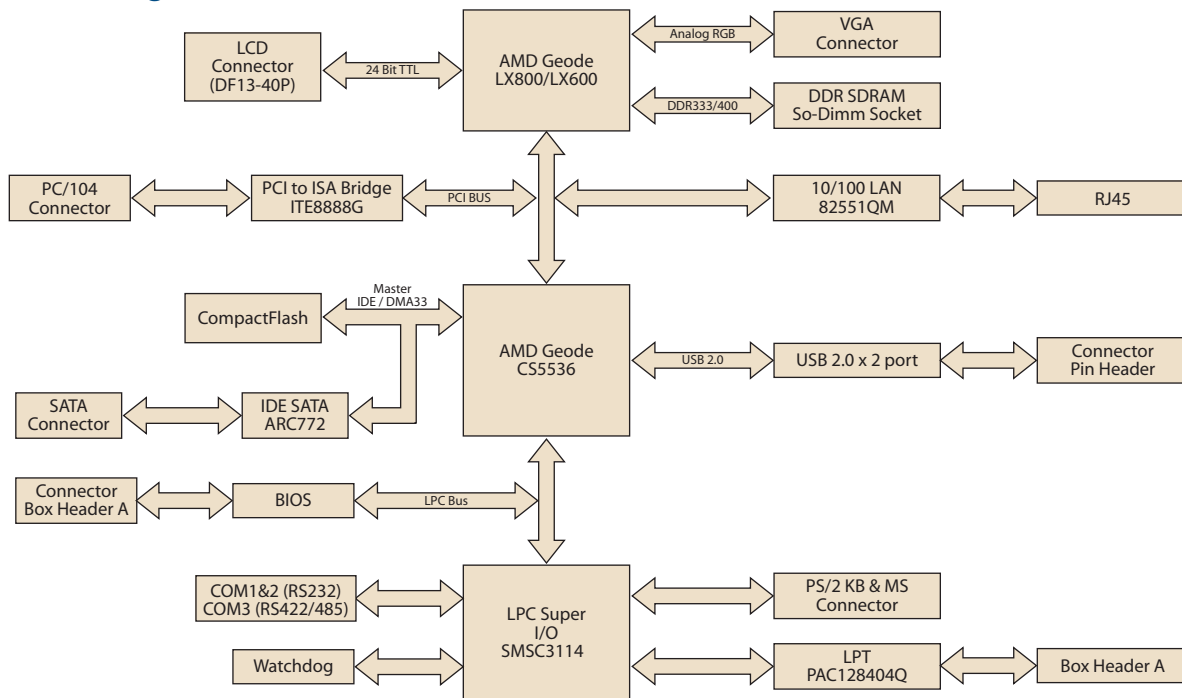 LCD
Connector
(DF13-40P)
24 Bit TTL
AMD Geode
LX800/LX600
Analog RGB
VGA
Connector
DDR333/400
DDR SDRAM
So-Dimm Socket
PC/104
Connector
PCI to ISA Bridge
ITE8888G
PCI BUS
10/100 LAN
82551QM
RJ45
CompactFlash
Master
IDE / DMA33
AMD Geode
CS5536
USB 2.0
USB 2.0 x 2 port
Connector
Pin Header
SATA
Connector
IDE SATA
ARC772
Connector
Box Header A
BIOS
LPC Bus
COM1&2 (RS232)
COM3 (RS422/485)
LPC Super
I/O
SMSC3114
PS/2 KB & MS
Connector
Watchdog
LPT
PAC128404Q
Box Header A